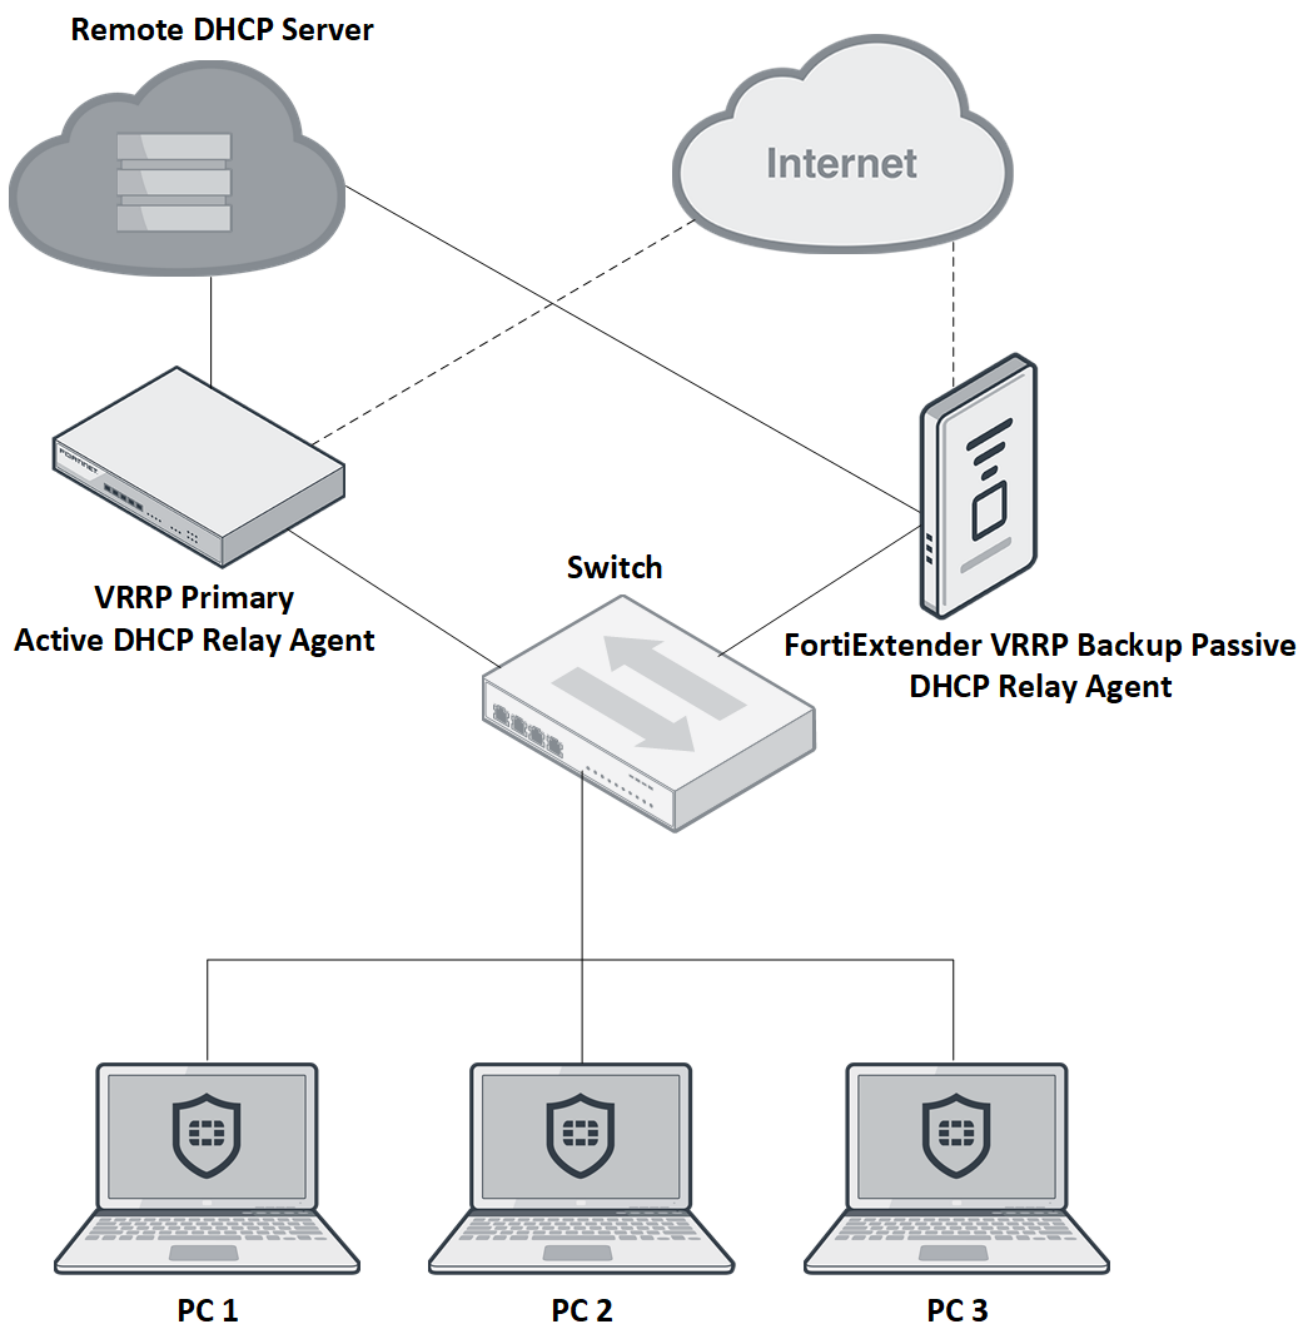 Remote DHCP Server
Internet
FORTINET
VRRP Primary
Active DHCP Relay Agent
Switch
FortiExtender VRRP Backup Passive
DHCP Relay Agent
PC 1
PC 2
PC 3